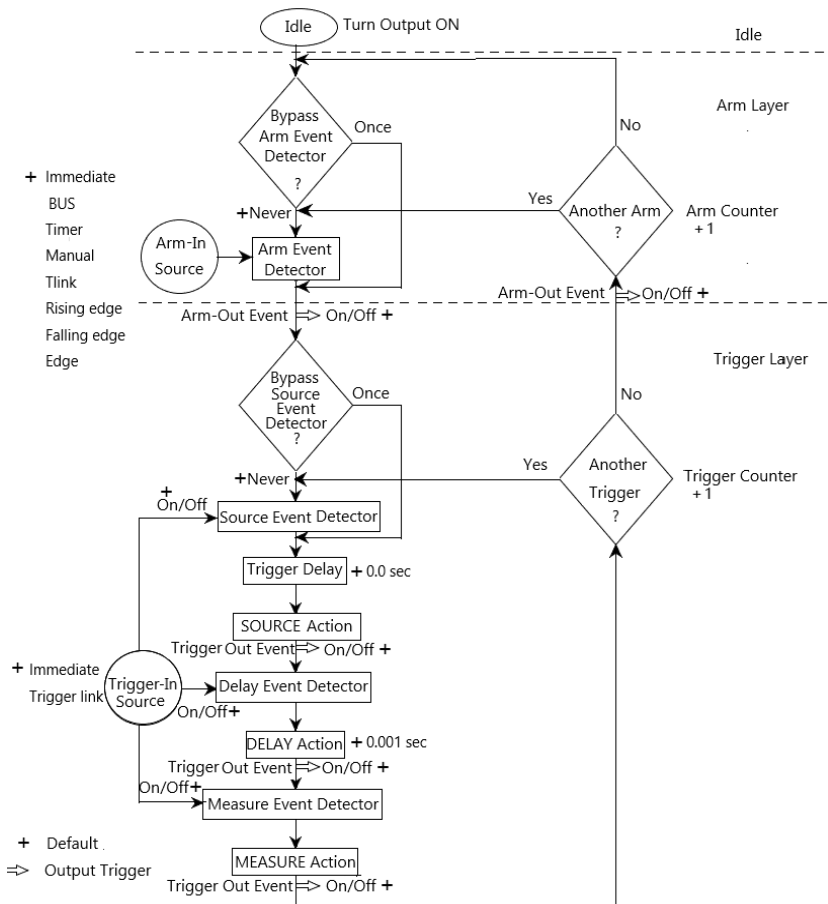 Idle
Turn Output ON
Idle
Arm Layer
Bypass
Arm Event
Detector
?
Once
No
+ Immediate
BUS
Timer
Manual
Tlink
Rising edge
Falling edge
Edge
Arm-In
Source
+Never
Arm Event
Detector
Yes
Another Arm
?
Arm Counter
+ 1
Arm-Out Event
On/Off +
Arm-Out Event
On/Off +
Trigger Layer
Bypass
Source
Event
Detector
?
Once
No
+Never
Yes
Another
Trigger
?
Trigger Counter
+ 1
+
On/Off
Source Event Detector
Trigger Delay
+ 0.0 sec
SOURCE Action
Trigger Out Event
On/Off +
+ Immediate
Trigger link
Trigger-In
Source
On/Off+
Delay Event Detector
DELAY Action
+ 0.001 sec
Trigger Out Event
On/Off +
On/Off+
Measure Event Detector
MEASURE Action
Trigger Out Event
On/Off +
+ Default
Output Trigger